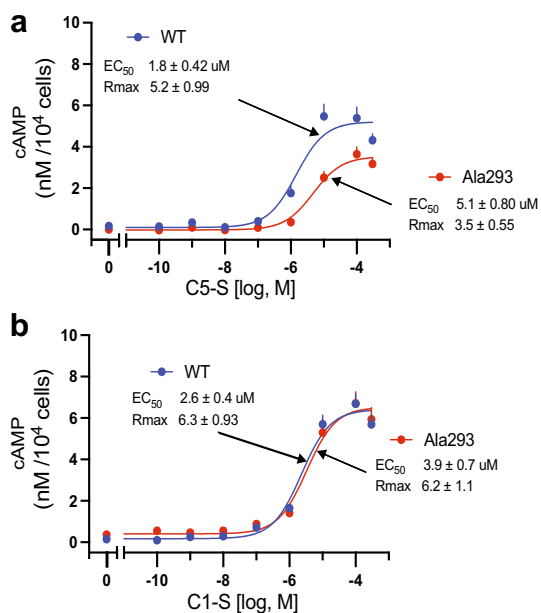 a
cAMP
(nM /10⁴ cells)
10
8
6
4
2
0
WT
EC₅₀ 1.8 ± 0.42 uM
Rmax 5.2 ± 0.99
Ala293
EC₅₀ 5.1 ± 0.80 uM
Rmax 3.5 ± 0.55
0 -10 -8 -6 -4
C5-S [log, M]
b
cAMP
(nM /10⁴ cells)
10
8
6
4
2
0
WT
EC₅₀ 2.6 ± 0.4 uM
Rmax 6.3 ± 0.93
Ala293
EC₅₀ 3.9 ± 0.7 uM
Rmax 6.2 ± 1.1
0 -10 -8 -6 -4
C1-S [log, M]